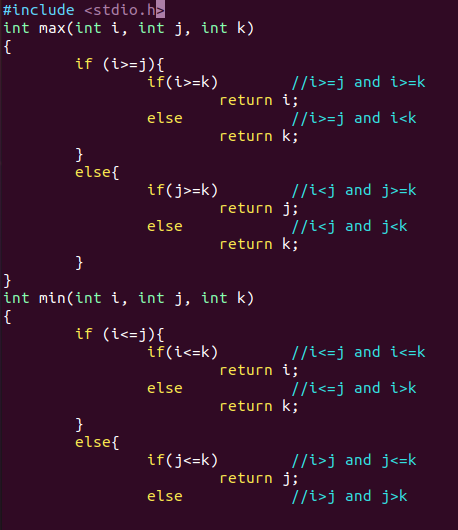 #include <stdio.h>
int max(int i, int j, int k)
{
        if (i>=j){
                if(i>=k)        //i>=j and i>=k
                        return i;
                else            //i>=j and i<k
                        return k;
        }
        else{
                if(j>=k)        //i<j and j>=k
                        return j;
                else            //i<j and j<k
                        return k;
        }
}
int min(int i, int j, int k)
{
        if (i<=j){
                if(i<=k)        //i<=j and i<=k
                        return i;
                else            //i<=j and i>k
                        return k;
        }
        else{
                if(j<=k)        //i>j and j<=k
                        return j;
                else            //i>j and j>k